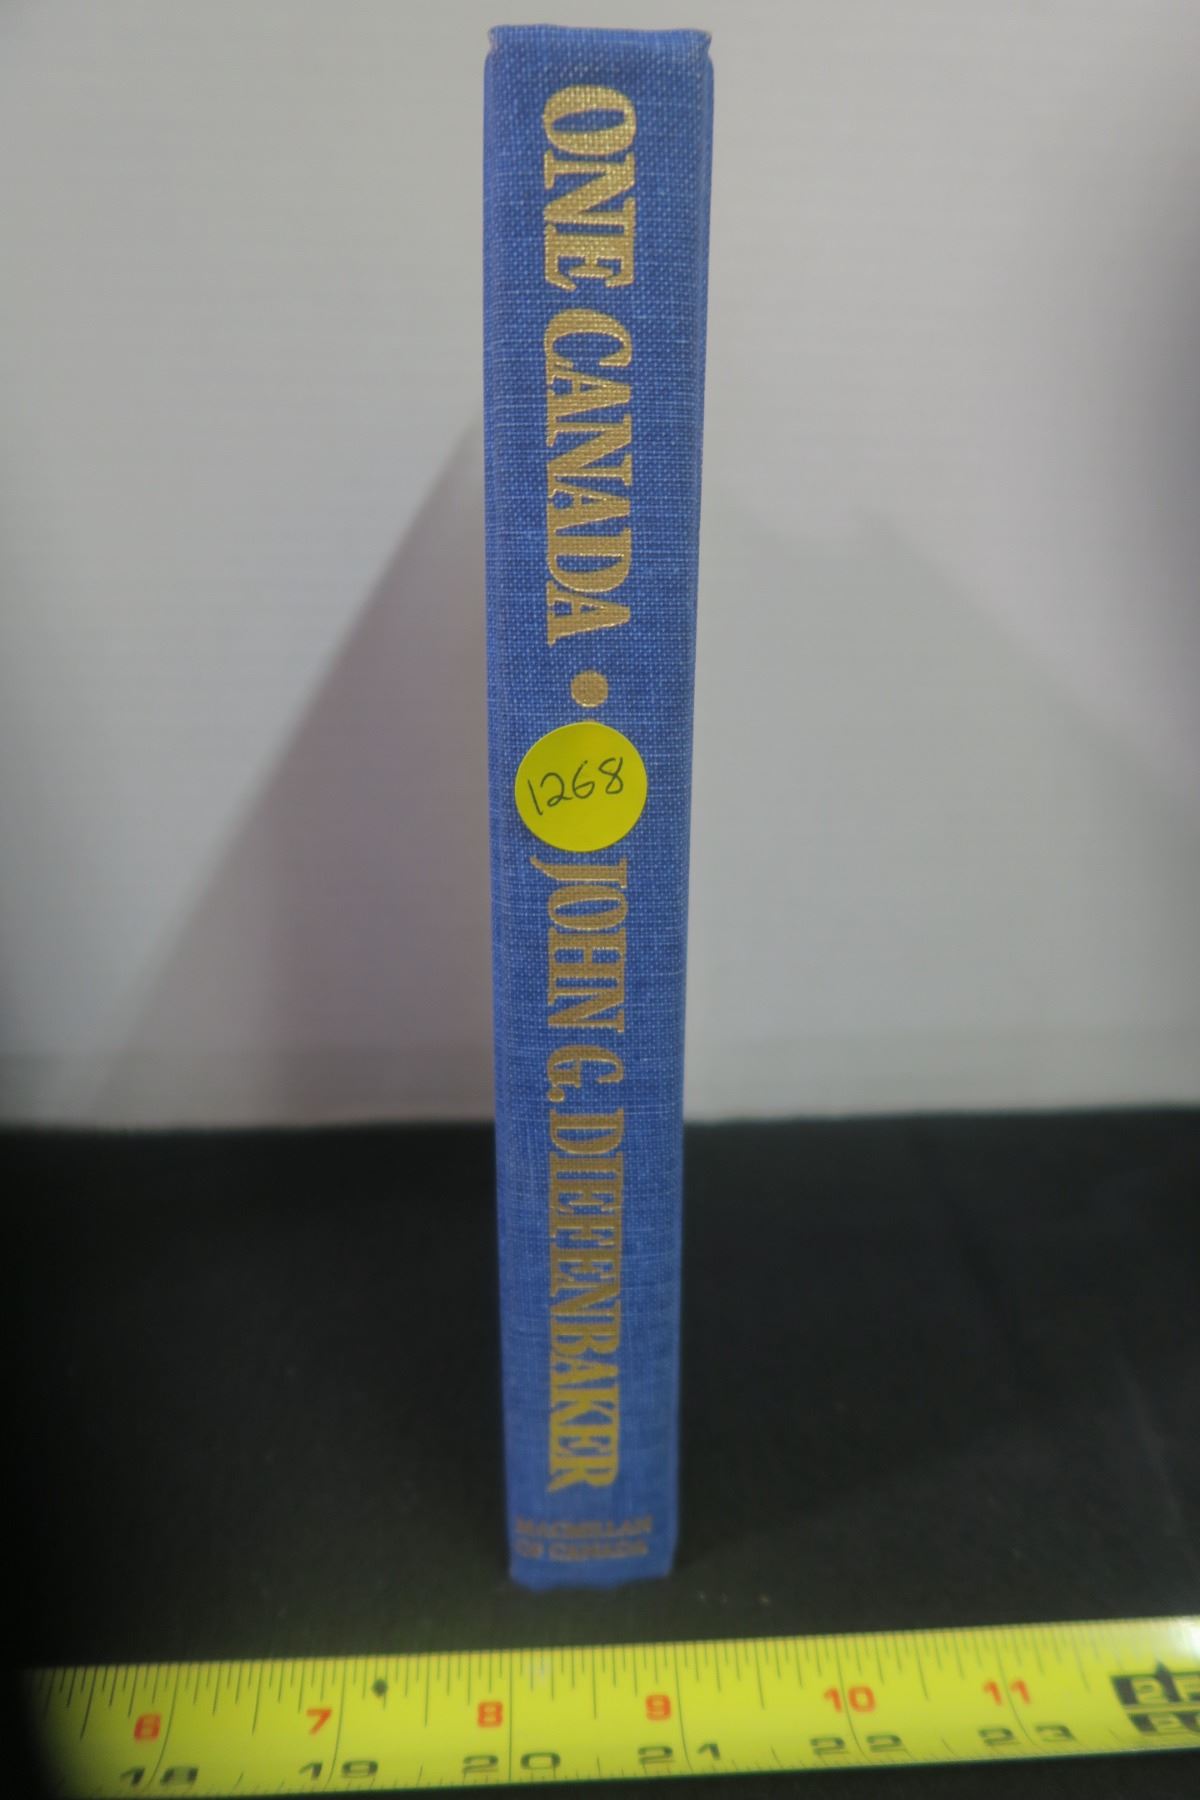 ONE CANADA • JOHN G. DIEFENBAKER
1268
MACMILLAN
OF CANADA
6 7 8 9 10 11
18 19 20 21 22 23